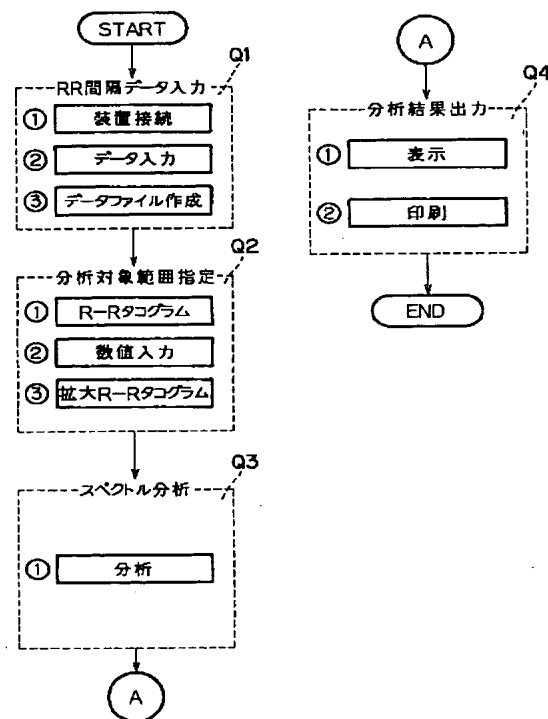 START
Q1
RR間隔データ入力
① 装置接続
② データ入力
③ データファイル作成
Q2
分析対象範囲指定
① R-Rタコグラム
② 数値入力
③ 拡大R-Rタコグラム
Q3
スペクトル分析
① 分析
A
A
Q4
分析結果出力
① 表示
② 印刷
END